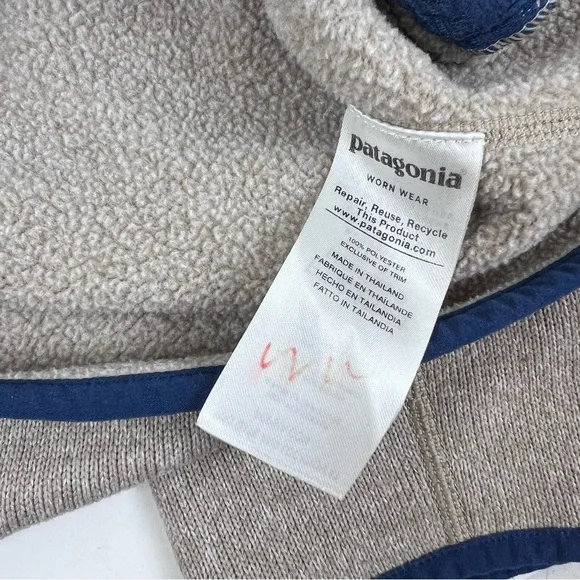 patagonia
WORN WEAR
Repair, Reuse, Recycle
This Product
www.patagonia.com
100% POLYESTER
EXCLUSIVE OF TRIM
MADE IN THAILAND
FABRIQUÉ EN THAILANDE
HECHO EN TAILANDIA
FATTO IN TAILANDIA